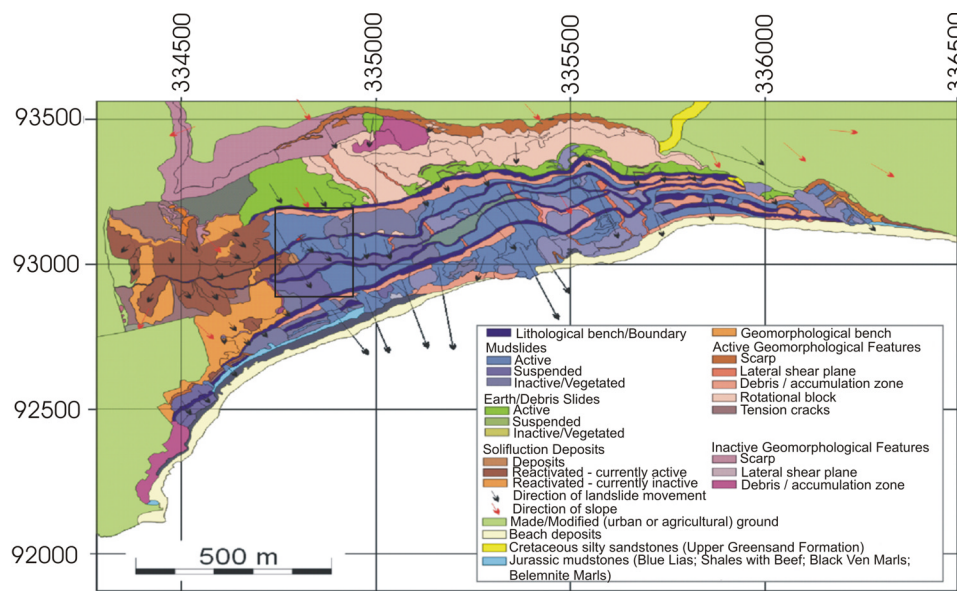 334500
335000
335500
336000
336500
93500
93000
92500
92000
500 m
Lithological bench/Boundary
Mudslides
Active
Suspended
Inactive/Vegetated
Earth/Debris Slides
Active
Suspended
Inactive/Vegetated
Solifluction Deposits
Deposits
Reactivated - currently active
Reactivated - currently inactive
Direction of landslide movement
Direction of slope
Made/Modified (urban or agricultural) ground
Beach deposits
Cretaceous silty sandstones (Upper Greensand Formation)
Jurassic mudstones (Blue Lias; Shales with Beef; Black Ven Marls;
Belemnite Marls)
Geomorphological bench
Active Geomorphological Features
Scarp
Lateral shear plane
Debris / accumulation zone
Rotational block
Tension cracks
Inactive Geomorphological Features
Scarp
Lateral shear plane
Debris / accumulation zone